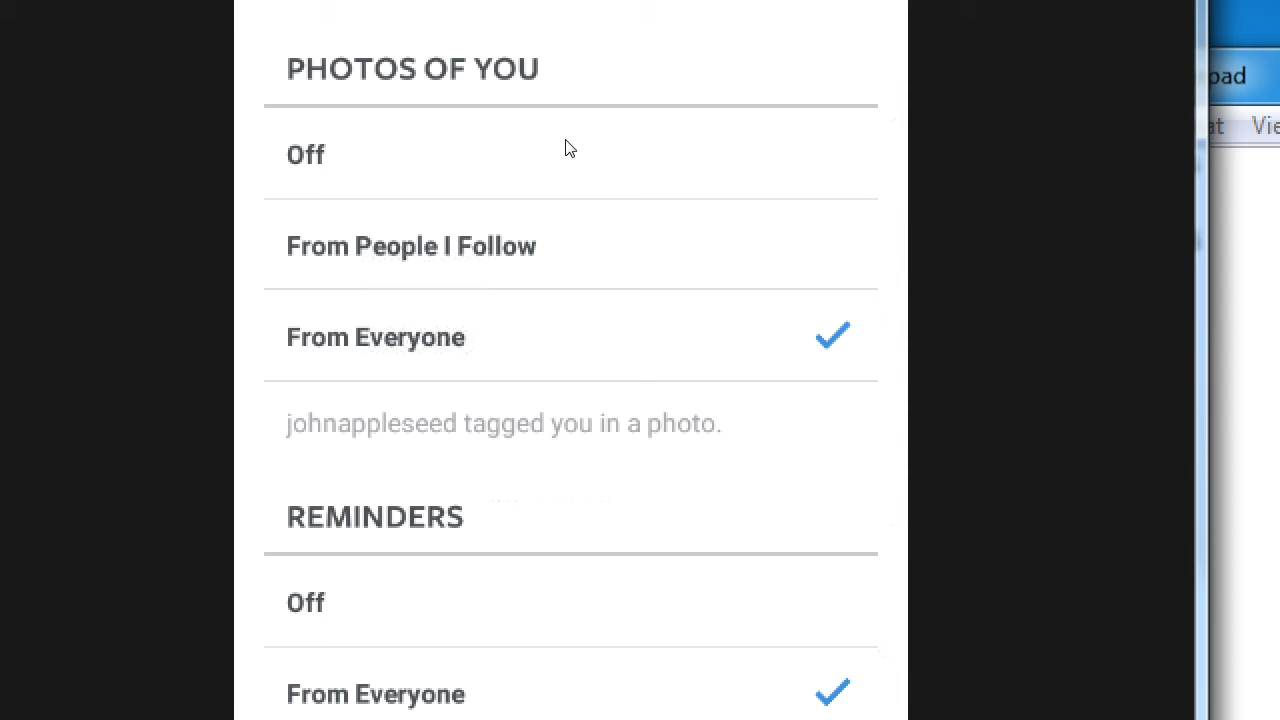 PHOTOS OF YOU
Off
From People I Follow
From Everyone
johnappleseed tagged you in a photo.
REMINDERS
Off
From Everyone